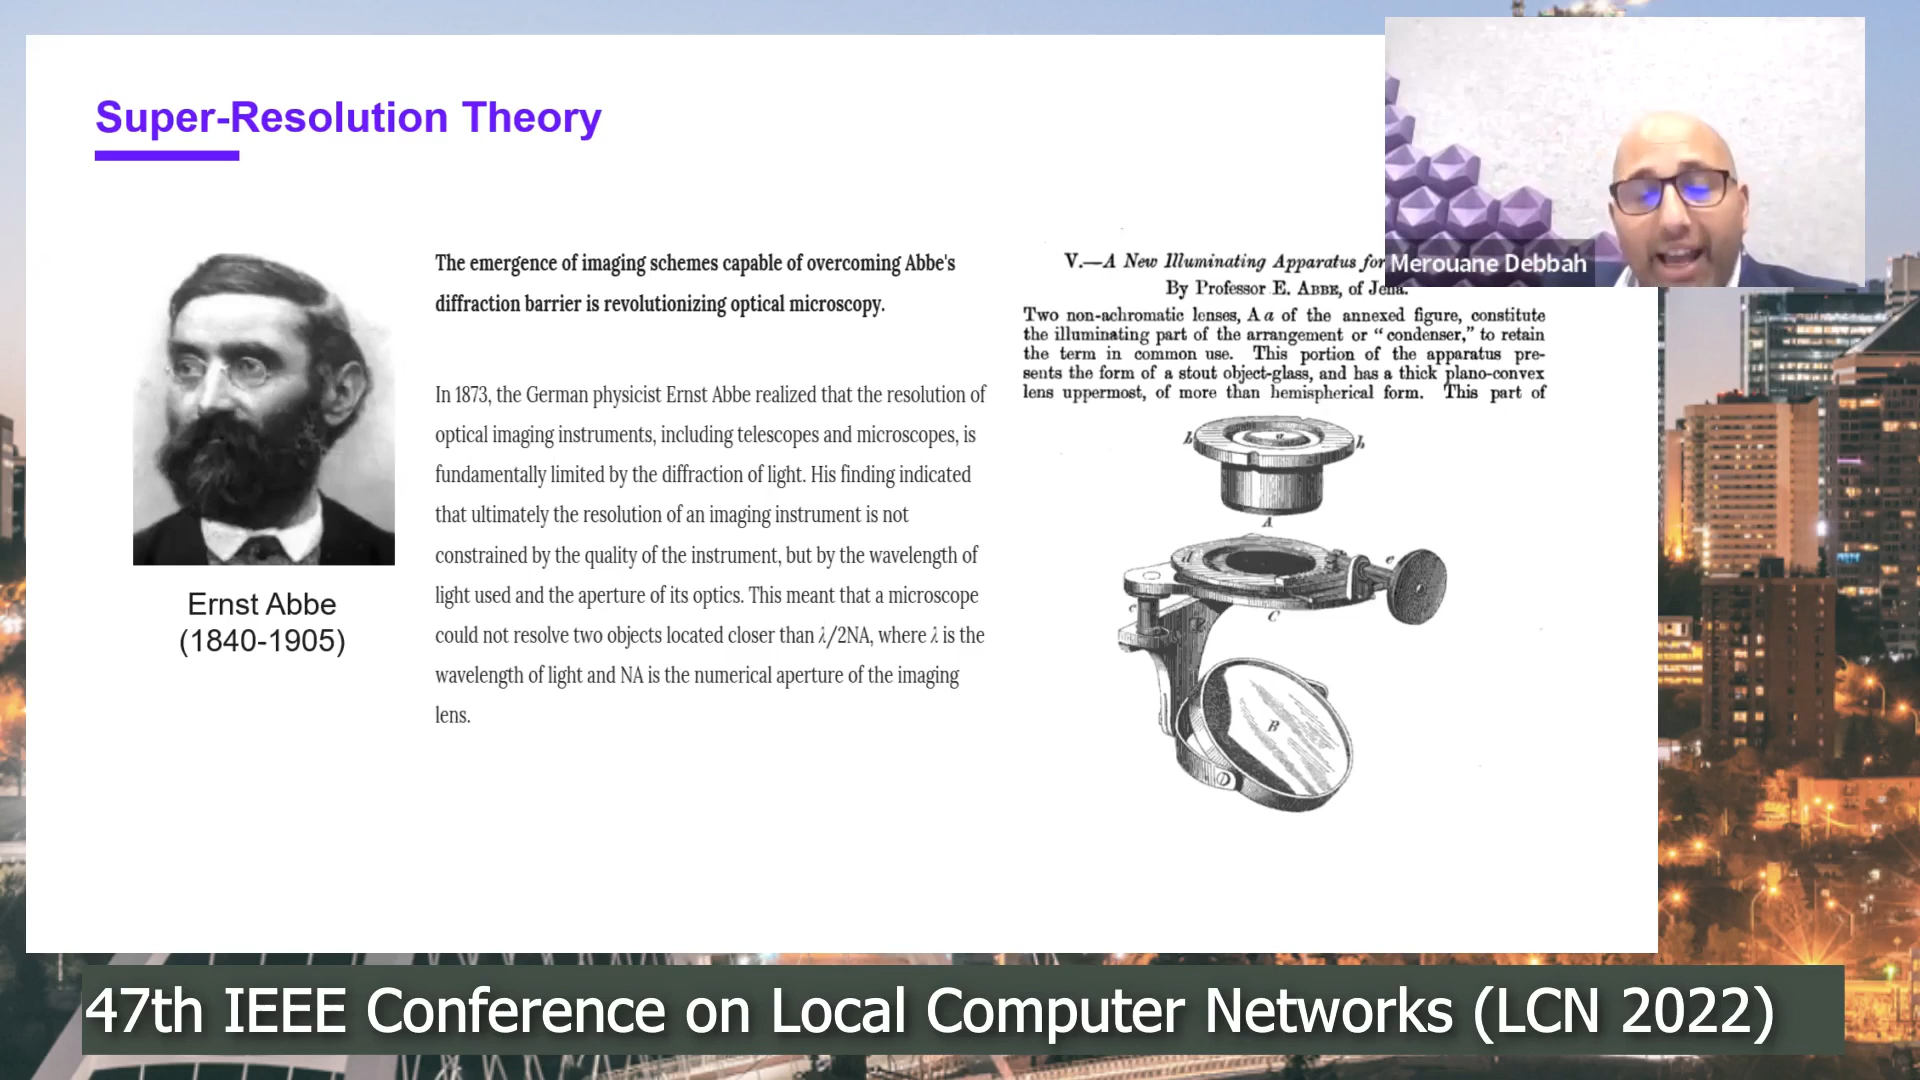 Super-Resolution Theory
Ernst Abbe
(1840-1905)
The emergence of imaging schemes capable of overcoming Abbe's
diffraction barrier is revolutionizing optical microscopy.
In 1873, the German physicist Ernst Abbe realized that the resolution of
optical imaging instruments, including telescopes and microscopes, is
fundamentally limited by the diffraction of light. His finding indicated
that ultimately the resolution of an imaging instrument is not
constrained by the quality of the instrument, but by the wavelength of
light used and the aperture of its optics. This meant that a microscope
could not resolve two objects located closer than λ/2NA, where λ is the
wavelength of light and NA is the numerical aperture of the imaging
lens.
V.—A New Illuminating Apparatus for
By Professor E. ABBE, of Jena.
Two non-achromatic lenses, A a of the annexed figure, constitute
the illuminating part of the arrangement or “condenser,” to retain
the term in common use. This portion of the apparatus pre-
sents the form of a stout object-glass, and has a thick plano-convex
lens uppermost, of more than hemispherical form. This part of
b a b
A
d e
c C
B
Merouane Debbah
47th IEEE Conference on Local Computer Networks (LCN 2022)